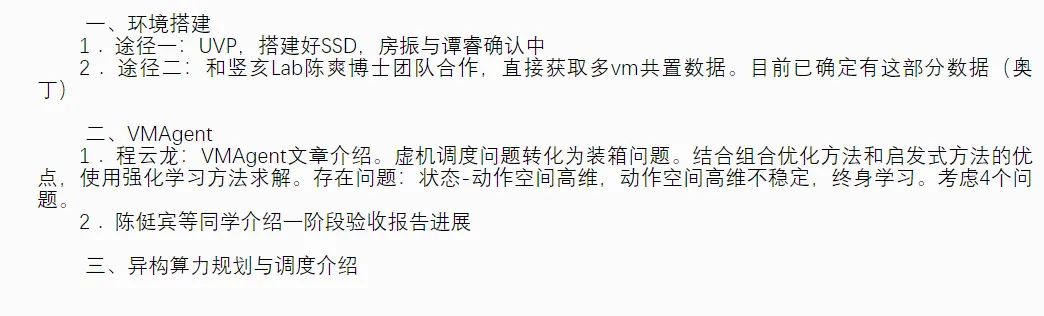 一、环境搭建
1．途径一：UVP，搭建好SSD，房振与谭睿确认中
2．途径二：和竖亥Lab陈爽博士团队合作，直接获取多vm共置数据。目前已确定有这部分数据（奥
丁）
二、VMAgent
1．程云龙：VMAgent文章介绍。虚机调度问题转化为装箱问题。结合组合优化方法和启发式方法的优
点，使用强化学习方法求解。存在问题：状态-动作空间高维，动作空间高维不稳定，终身学习。考虑4个问
题。
2．陈侹宾等同学介绍一阶段验收报告进展
三、异构算力规划与调度介绍